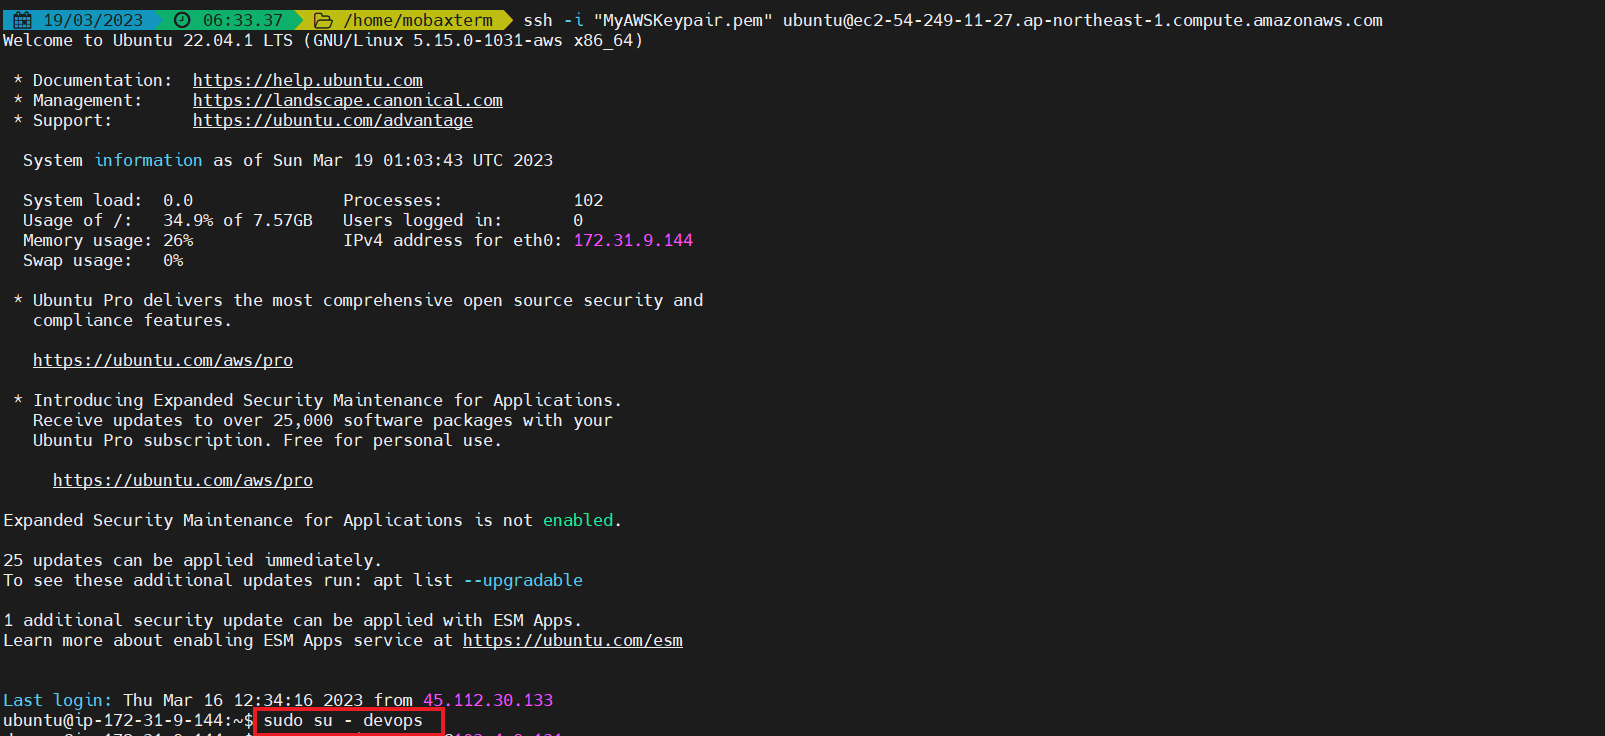 19/03/2023 06:33.37 /home/mobaxterm ssh -i "MyAWSKeypair.pem" ubuntu@ec2-54-249-11-27.ap-northeast-1.compute.amazonaws.com
Welcome to Ubuntu 22.04.1 LTS (GNU/Linux 5.15.0-1031-aws x86_64)
* Documentation: https://help.ubuntu.com
* Management: https://landscape.canonical.com
* Support: https://ubuntu.com/advantage
System information as of Sun Mar 19 01:03:43 UTC 2023
System load: 0.0 Processes: 102
Usage of /: 34.9% of 7.57GB Users logged in: 0
Memory usage: 26% IPv4 address for eth0: 172.31.9.144
Swap usage: 0%
* Ubuntu Pro delivers the most comprehensive open source security and
compliance features.
https://ubuntu.com/aws/pro
* Introducing Expanded Security Maintenance for Applications.
Receive updates to over 25,000 software packages with your
Ubuntu Pro subscription. Free for personal use.
https://ubuntu.com/aws/pro
Expanded Security Maintenance for Applications is not enabled.
25 updates can be applied immediately.
To see these additional updates run: apt list --upgradable
1 additional security update can be applied with ESM Apps.
Learn more about enabling ESM Apps service at https://ubuntu.com/esm
Last login: Thu Mar 16 12:34:16 2023 from 45.112.30.133
ubuntu@ip-172-31-9-144:~$ sudo su - devops